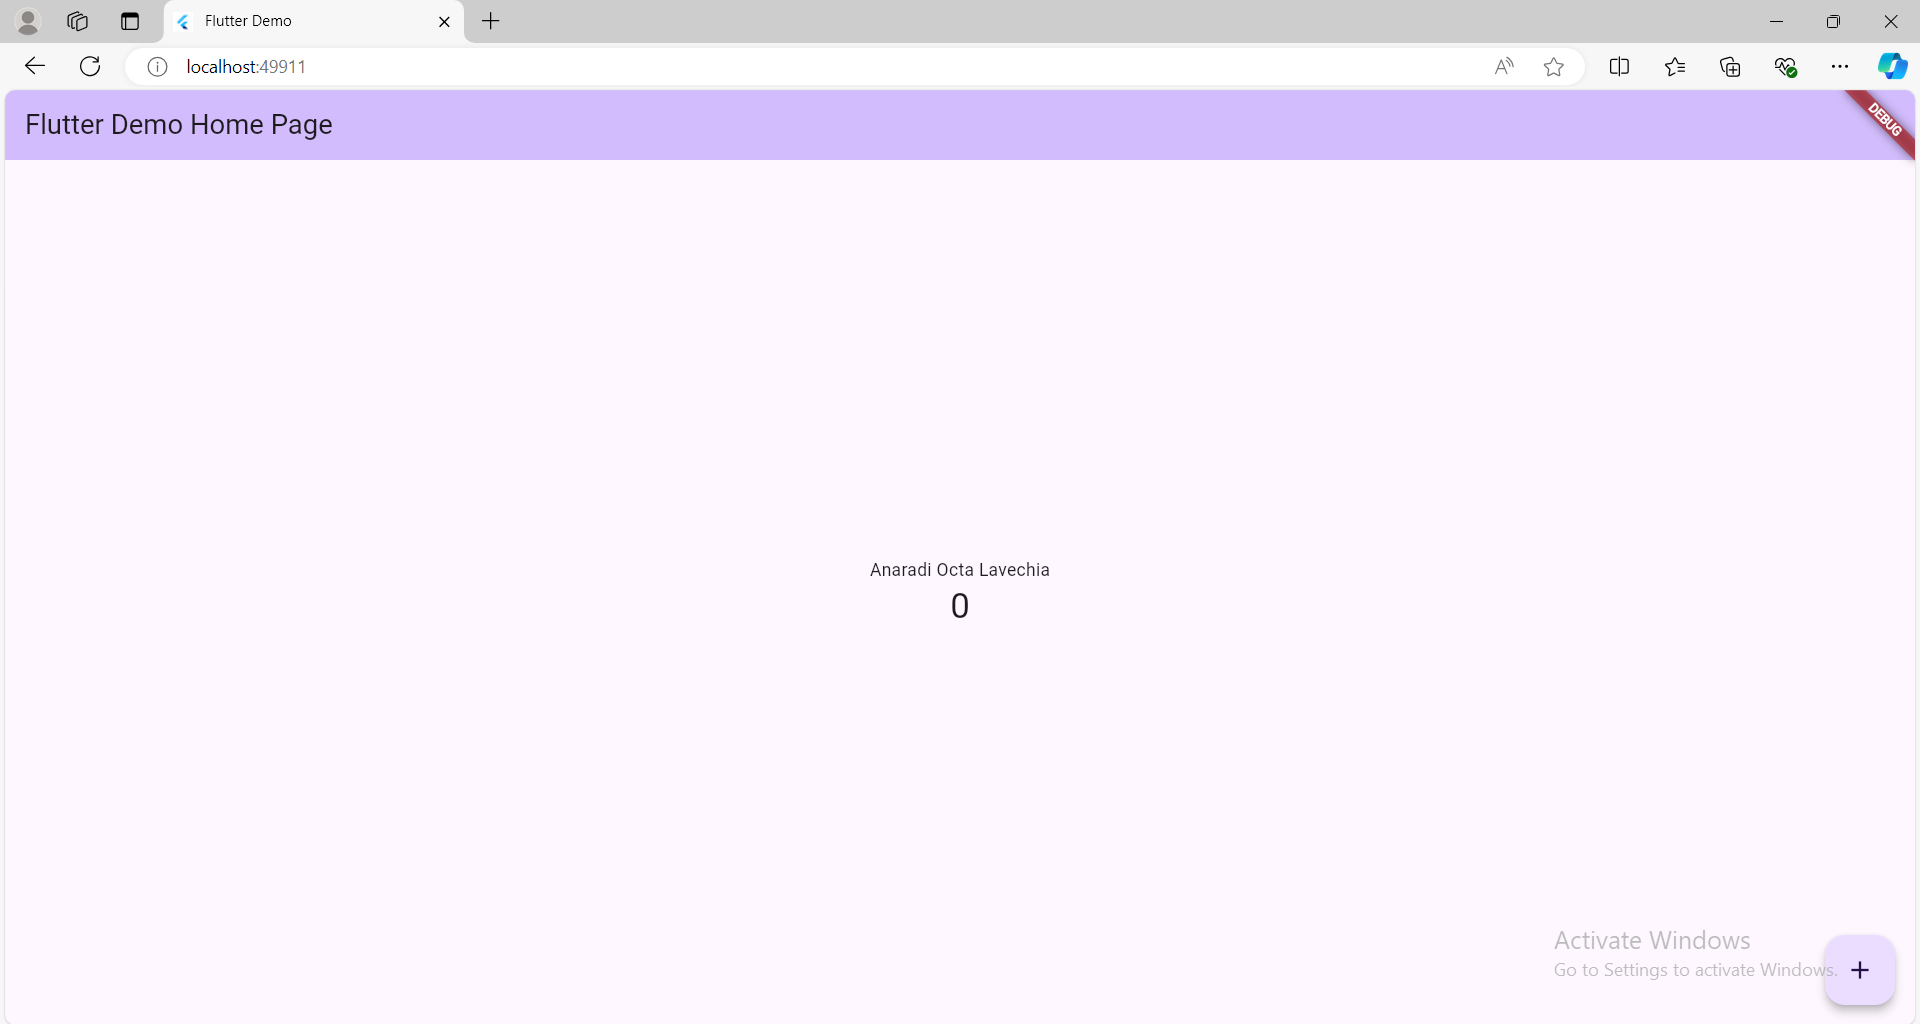 Flutter Demo
localhost:49911
Flutter Demo Home Page
DEBUG
Anaradi Octa Lavechia
0
Activate Windows
Go to Settings to activate Windows.